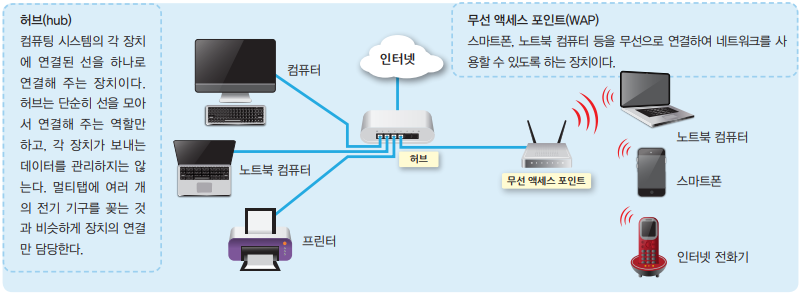 허브(hub)
컴퓨팅 시스템의 각 장치
에 연결된 선을 하나로
연결해 주는 장치이다.
허브는 단순히 선을 모아
서 연결해 주는 역할만
하고, 각 장치가 보내는
데이터를 관리하지는 않
는다. 멀티탭에 여러 개
의 전기 기구를 꽂는 것
과 비슷하게 장치의 연결
만 담당한다.
무선 액세스 포인트(WAP)
스마트폰, 노트북 컴퓨터 등을 무선으로 연결하여 네트워크를 사
용할 수 있도록 하는 장치이다.
인터넷
컴퓨터
허브
노트북 컴퓨터
프린터
무선 액세스 포인트
노트북 컴퓨터
스마트폰
인터넷 전화기